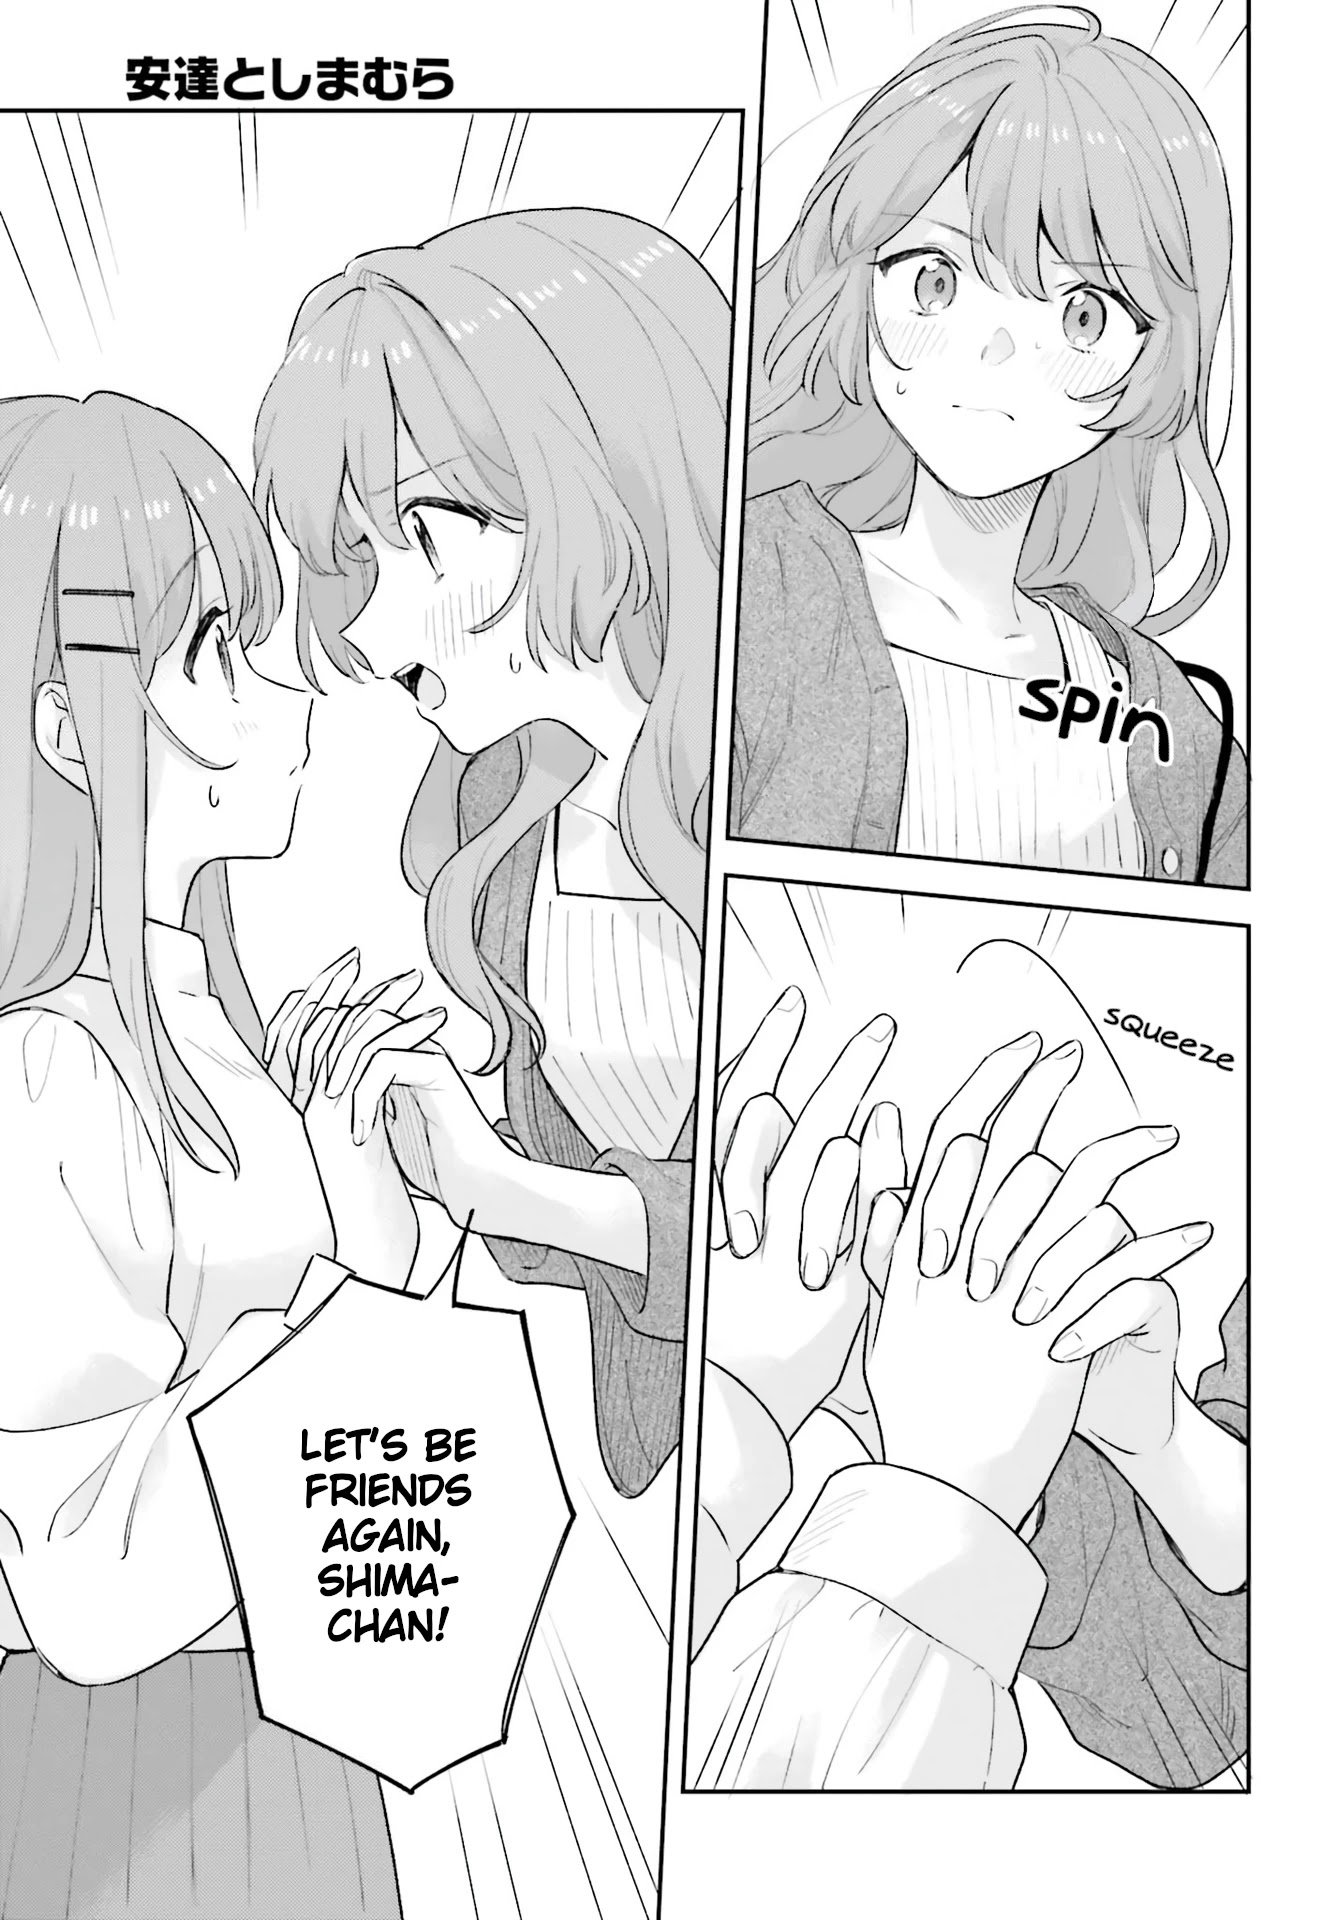 安達としまむら
spin
squeeze
LET'S BE
FRIENDS
AGAIN,
SHIMA-
CHAN!